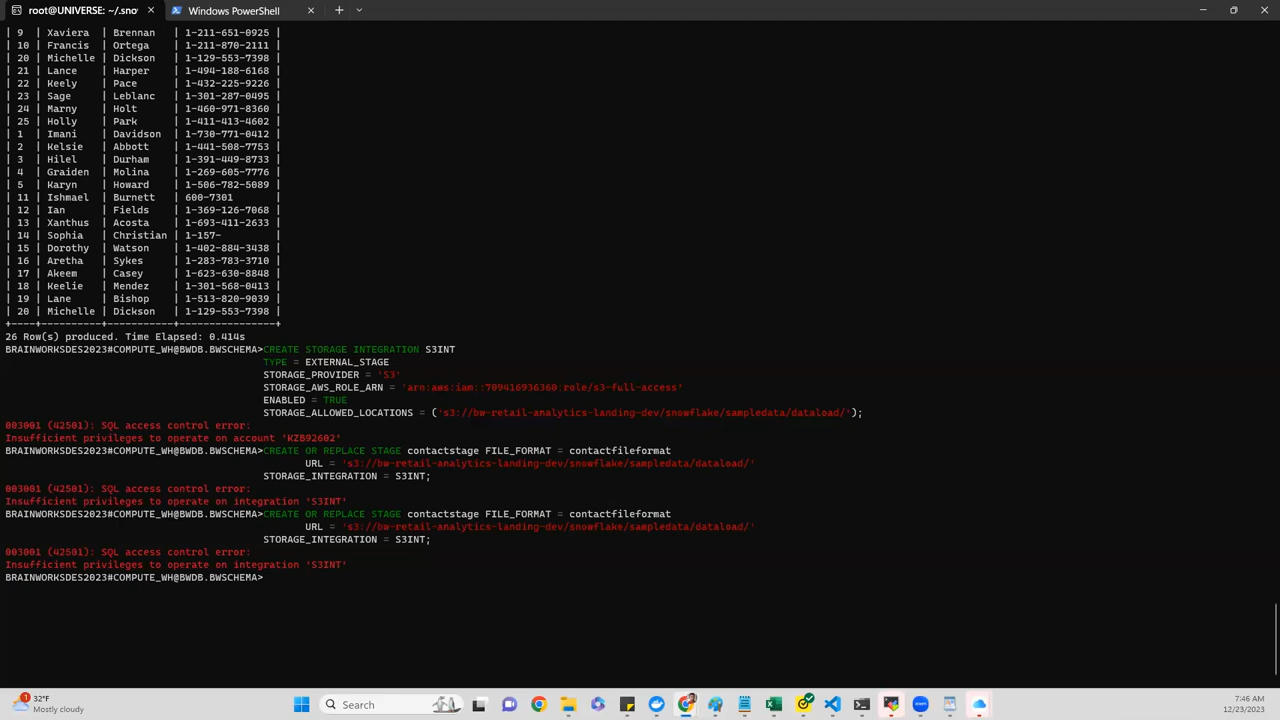 root@UNIVERSE: ~/.sno
Windows PowerShell
| 9 | Xaviera | Brennan | 1-211-651-0925 |
| 10 | Francis | Ortega | 1-211-870-2111 |
| 20 | Michelle | Dickson | 1-129-553-7398 |
| 21 | Lance | Harper | 1-494-188-6168 |
| 22 | Keely | Pace | 1-432-225-9226 |
| 23 | Sage | Leblanc | 1-301-287-0495 |
| 24 | Marny | Holt | 1-460-971-8360 |
| 25 | Holly | Park | 1-411-413-4602 |
| 1 | Imani | Davidson | 1-730-771-0412 |
| 2 | Kelsie | Abbott | 1-441-508-7753 |
| 3 | Hilel | Durham | 1-391-449-8733 |
| 4 | Graiden | Molina | 1-269-605-7776 |
| 5 | Karyn | Howard | 1-506-782-5089 |
| 11 | Ishmael | Burnett | 600-7301 |
| 12 | Ian | Fields | 1-369-126-7068 |
| 13 | Xanthus | Acosta | 1-693-411-2633 |
| 14 | Sophia | Christian | 1-157- |
| 15 | Dorothy | Watson | 1-402-884-3438 |
| 16 | Aretha | Sykes | 1-283-783-3710 |
| 17 | Akeem | Casey | 1-623-630-8848 |
| 18 | Keelie | Mendez | 1-301-568-0413 |
| 19 | Lane | Bishop | 1-513-820-9039 |
| 20 | Michelle | Dickson | 1-129-553-7398 |
+----+----------+-----------+----------------+
26 Row(s) produced. Time Elapsed: 0.414s
BRAINWORKSDES2023#COMPUTE_WH@BWDB.BWSCHEMA>CREATE STORAGE INTEGRATION S3INT
TYPE = EXTERNAL_STAGE
STORAGE_PROVIDER = 'S3'
STORAGE_AWS_ROLE_ARN = 'arn:aws:iam::709416936360:role/s3-full-access'
ENABLED = TRUE
STORAGE_ALLOWED_LOCATIONS = ('s3://bw-retail-analytics-landing-dev/snowflake/sampledata/dataload/');
003001 (42501): SQL access control error:
Insufficient privileges to operate on account 'KZB92602'
BRAINWORKSDES2023#COMPUTE_WH@BWDB.BWSCHEMA>CREATE OR REPLACE STAGE contactstage FILE_FORMAT = contactfileformat
URL = 's3://bw-retail-analytics-landing-dev/snowflake/sampledata/dataload/'
STORAGE_INTEGRATION = S3INT;
003001 (42501): SQL access control error:
Insufficient privileges to operate on integration 'S3INT'
BRAINWORKSDES2023#COMPUTE_WH@BWDB.BWSCHEMA>CREATE OR REPLACE STAGE contactstage FILE_FORMAT = contactfileformat
URL = 's3://bw-retail-analytics-landing-dev/snowflake/sampledata/dataload/'
STORAGE_INTEGRATION = S3INT;
003001 (42501): SQL access control error:
Insufficient privileges to operate on integration 'S3INT'
BRAINWORKSDES2023#COMPUTE_WH@BWDB.BWSCHEMA>
1
32°F
Mostly cloudy
Search
7:46 AM
12/23/2023